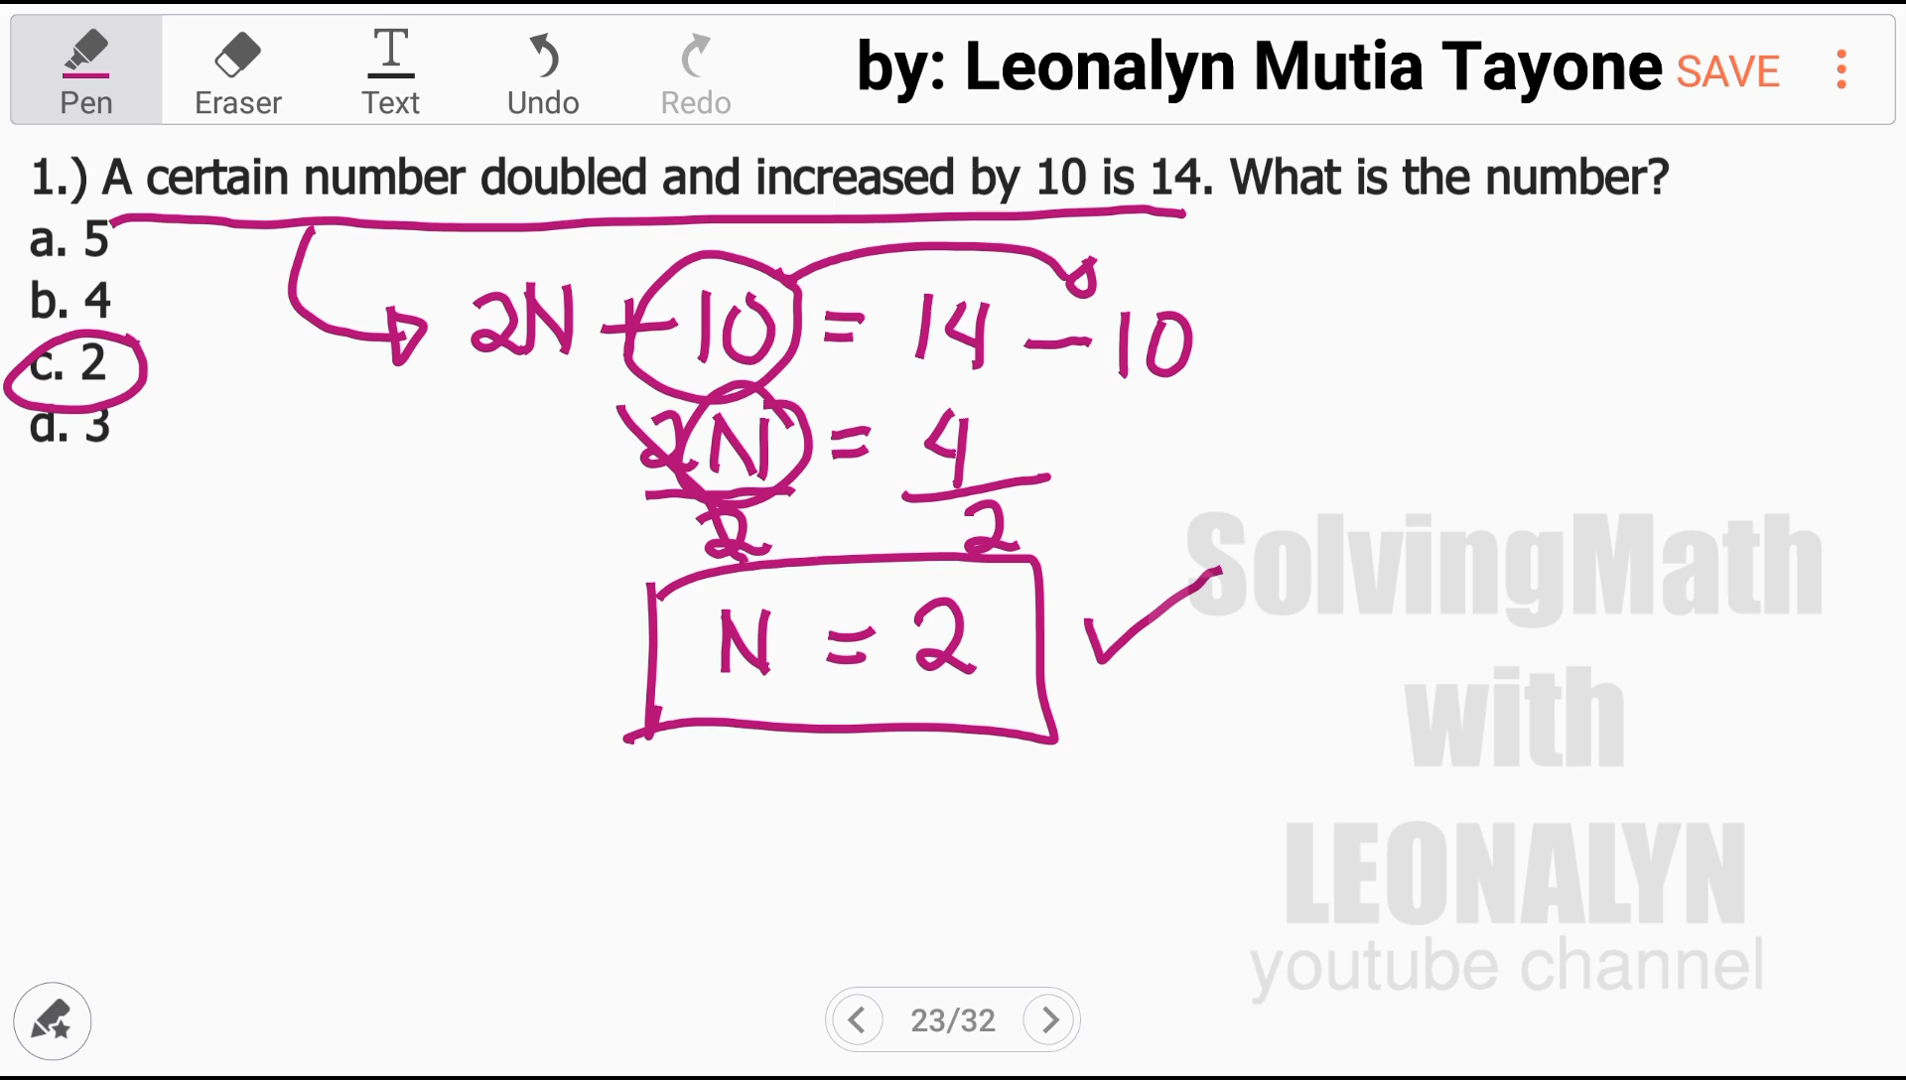 Pen Eraser Text Undo Redo by: Leonalyn Mutia Tayone SAVE
1.) A certain number doubled and increased by 10 is 14. What is the number?
a. 5
b. 4
c. 2
d. 3
2N + 10 = 14 - 10
2N = 4
2 2
N = 2
SolvingMath
with
LEONALYN
youtube channel
23/32